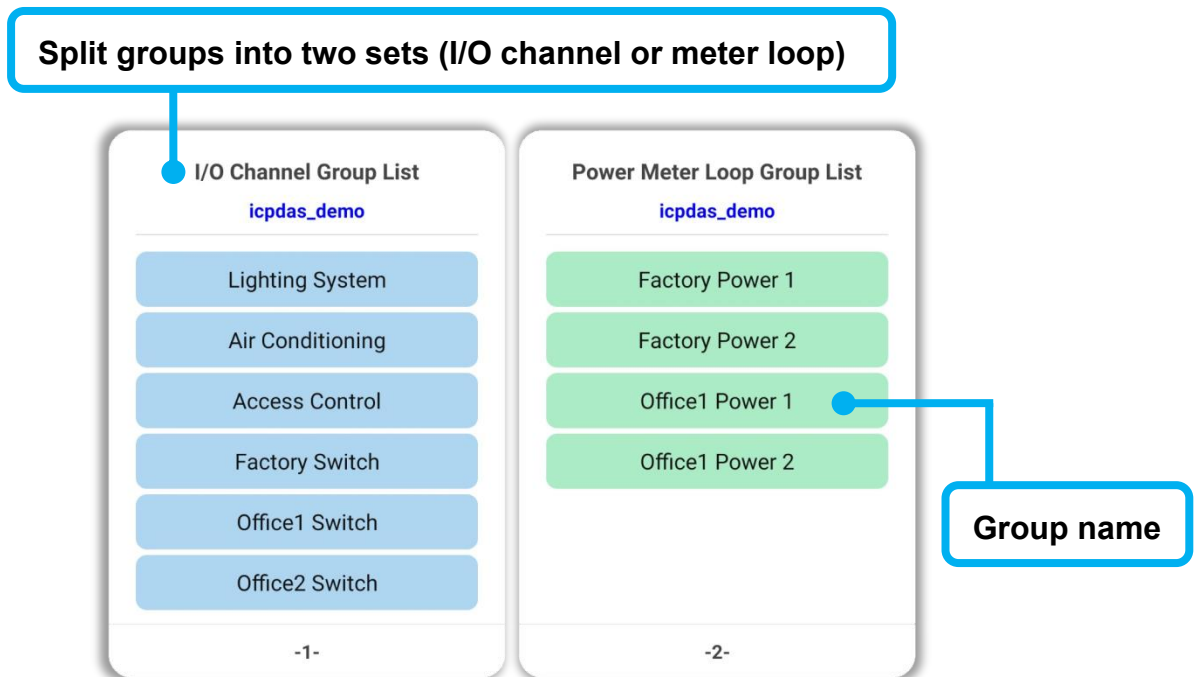 Split groups into two sets (I/O channel or meter loop)
I/O Channel Group List
icpdas_demo
Lighting System
Air Conditioning
Access Control
Factory Switch
Office1 Switch
Office2 Switch
-1-
Power Meter Loop Group List
icpdas_demo
Factory Power 1
Factory Power 2
Office1 Power 1
Office1 Power 2
-2-
Group name